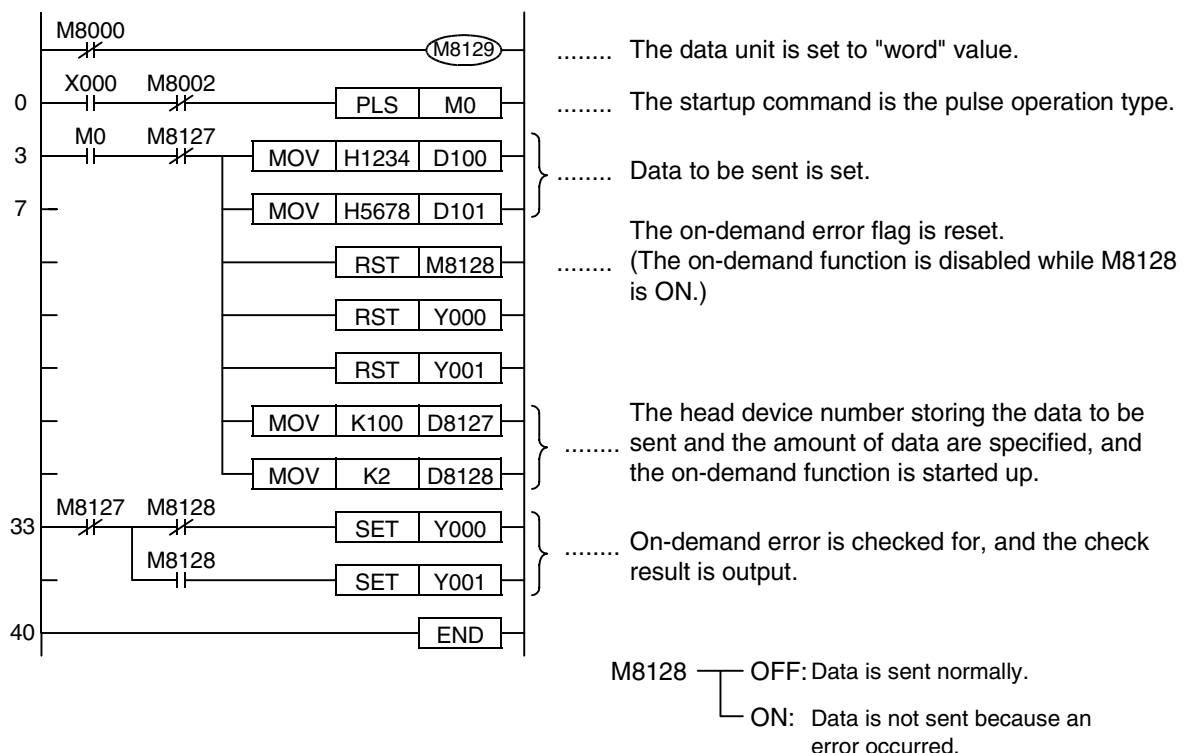 M8000
M8129
........ The data unit is set to "word" value.
X000 M8002
0 PLS M0
........ The startup command is the pulse operation type.
M0 M8127
3 MOV H1234 D100
7 MOV H5678 D101
........ Data to be sent is set.
RST M8128
........ The on-demand error flag is reset.
(The on-demand function is disabled while M8128
is ON.)
RST Y000
RST Y001
MOV K100 D8127
MOV K2 D8128
........ The head device number storing the data to be
sent and the amount of data are specified, and
the on-demand function is started up.
M8127 M8128
33 SET Y000
M8128
SET Y001
........ On-demand error is checked for, and the check
result is output.
40 END
M8128 OFF: Data is sent normally.
ON: Data is not sent because an
error occurred.